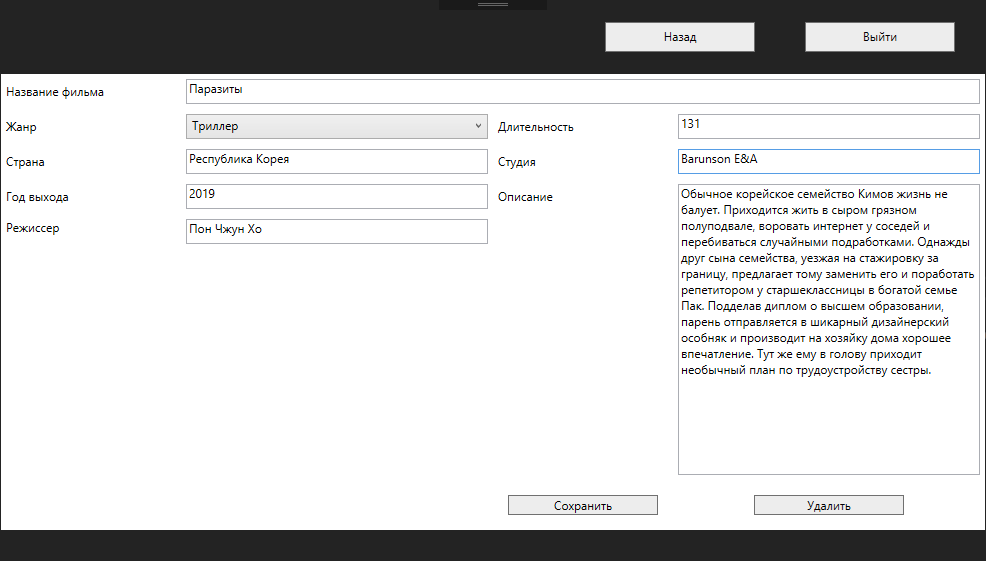 Назад
Выйти
Название фильма
Паразиты
Жанр
Триллер
Длительность
131
Страна
Республика Корея
Студия
Barunson E&A
Год выхода
2019
Описание
Обычное корейское семейство Кимов жизнь не
балует. Приходится жить в сыром грязном
полуподвале, воровать интернет у соседей и
перебиваться случайными подработками. Однажды
друг сына семейства, уезжая на стажировку за
границу, предлагает тому заменить его и поработать
репетитором у старшеклассницы в богатой семье
Пак. Подделав диплом о высшем образовании,
парень отправляется в шикарный дизайнерский
особняк и производит на хозяйку дома хорошее
впечатление. Тут же ему в голову приходит
необычный план по трудоустройству сестры.
Режиссер
Пон Чжун Хо
Сохранить
Удалить